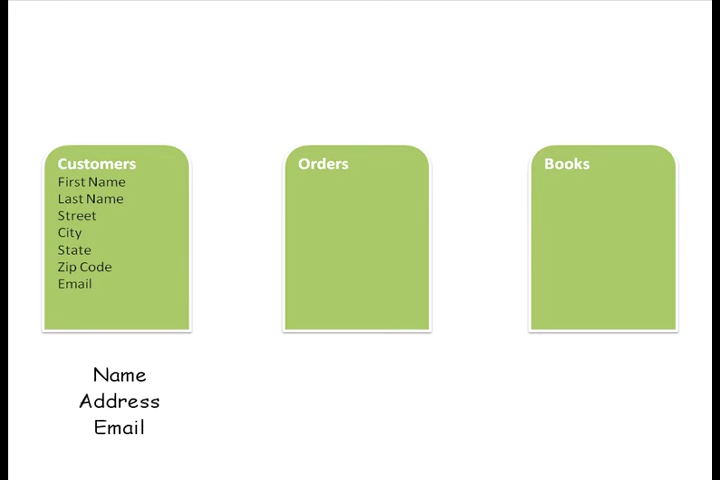 Customers
First Name
Last Name
Street
City
State
Zip Code
Email
Orders
Books
Name
Address
Email